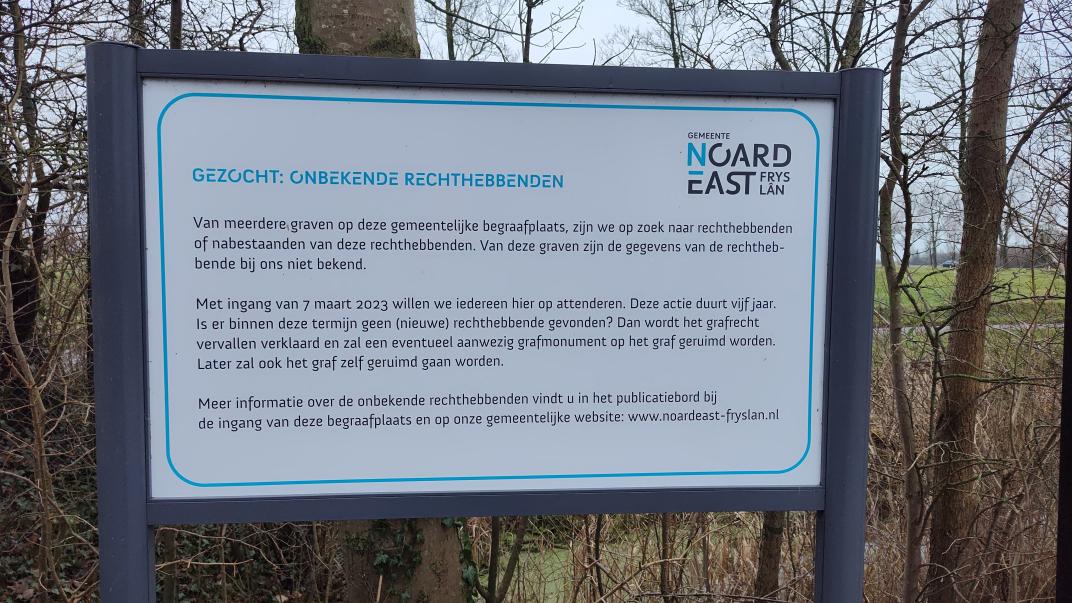 GEMEENTE
NOARD
EAST FRYS
LÂN
GEZOCHT: ONBEKENDE RECHTHEBBENDEN
Van meerdere graven op deze gemeentelijke begraafplaats, zijn we op zoek naar rechthebbenden
of nabestaanden van deze rechthebbenden. Van deze graven zijn de gegevens van de rechtheb-
bende bij ons niet bekend.
Met ingang van 7 maart 2023 willen we iedereen hier op attenderen. Deze actie duurt vijf jaar.
Is er binnen deze termijn geen (nieuwe) rechthebbende gevonden? Dan wordt het grafrecht
vervallen verklaard en zal een eventueel aanwezig grafmonument op het graf geruimd worden.
Later zal ook het graf zelf geruimd gaan worden.
Meer informatie over de onbekende rechthebbenden vindt u in het publicatiebord bij
de ingang van deze begraafplaats en op onze gemeentelijke website: www.noardeast-fryslan.nl